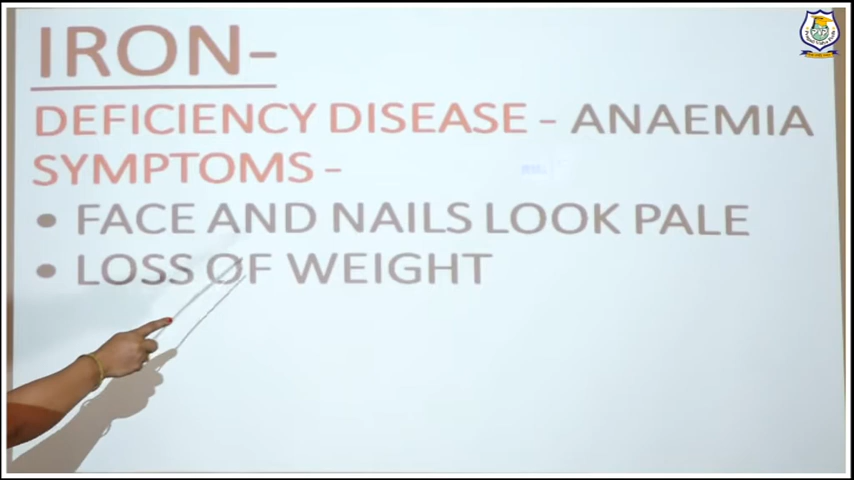 IRON-
DEFICIENCY DISEASE - ANAEMIA
SYMPTOMS -
• FACE AND NAILS LOOK PALE
• LOSS OF WEIGHT